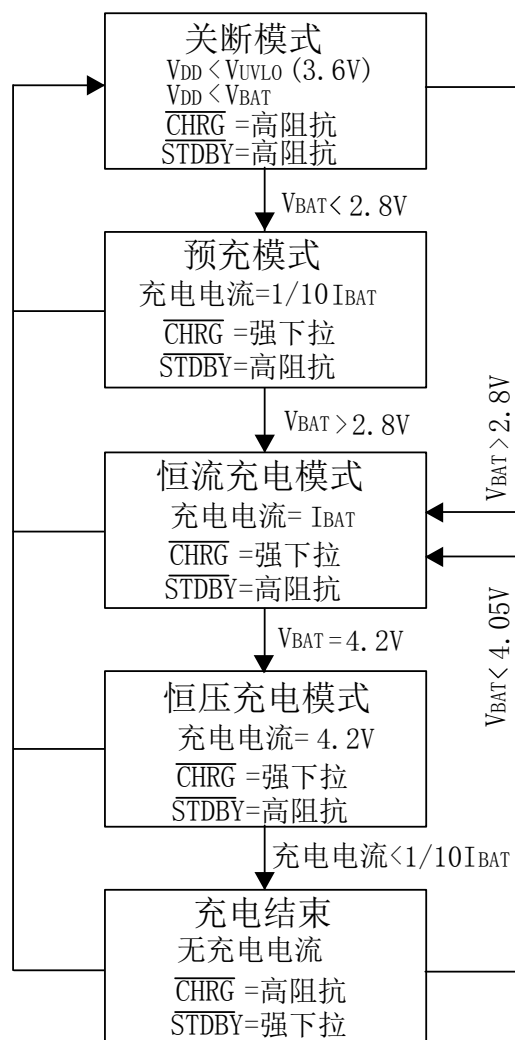 关断模式
VDD<VUVLO (3.6V)
VDD<VBAT
CHRG =高阻抗
STDBY=高阻抗
VBAT<2.8V
预充模式
充电电流=1/10IBAT
CHRG =强下拉
STDBY=高阻抗
VBAT>2.8V
恒流充电模式
充电电流= IBAT
CHRG =强下拉
STDBY=高阻抗
VBAT>2.8V
VBAT<4.05V
VBAT=4.2V
恒压充电模式
充电电流=4.2V
CHRG =强下拉
STDBY=高阻抗
充电电流<1/10IBAT
充电结束
无充电电流
CHRG =高阻抗
STDBY=强下拉